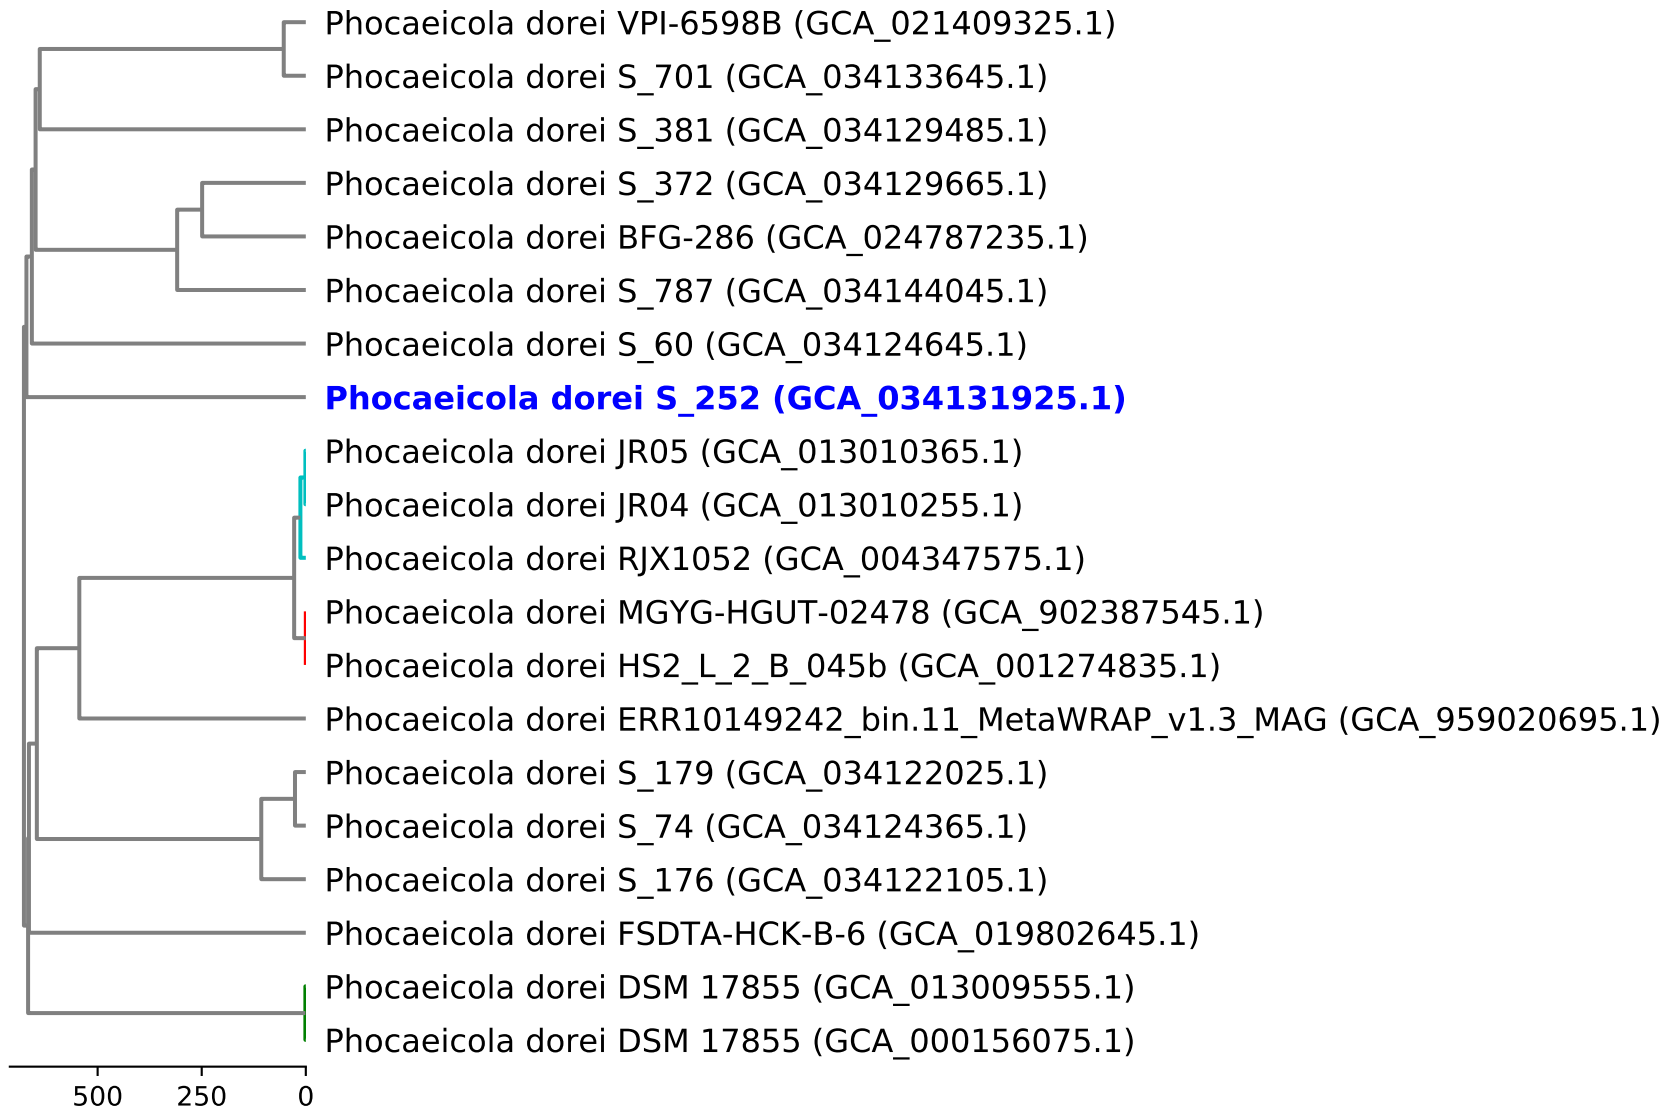 Phocaeicola dorei VPI-6598B (GCA_021409325.1)
Phocaeicola dorei S_701 (GCA_034133645.1)
Phocaeicola dorei S_381 (GCA_034129485.1)
Phocaeicola dorei S_372 (GCA_034129665.1)
Phocaeicola dorei BFG-286 (GCA_024787235.1)
Phocaeicola dorei S_787 (GCA_034144045.1)
Phocaeicola dorei S_60 (GCA_034124645.1)
Phocaeicola dorei S_252 (GCA_034131925.1)
Phocaeicola dorei JR05 (GCA_013010365.1)
Phocaeicola dorei JR04 (GCA_013010255.1)
Phocaeicola dorei RJX1052 (GCA_004347575.1)
Phocaeicola dorei MGYG-HGUT-02478 (GCA_902387545.1)
Phocaeicola dorei HS2_L_2_B_045b (GCA_001274835.1)
Phocaeicola dorei ERR10149242_bin.11_MetaWRAP_v1.3_MAG (GCA_959020695.1)
Phocaeicola dorei S_179 (GCA_034122025.1)
Phocaeicola dorei S_74 (GCA_034124365.1)
Phocaeicola dorei S_176 (GCA_034122105.1)
Phocaeicola dorei FSDTA-HCK-B-6 (GCA_019802645.1)
Phocaeicola dorei DSM 17855 (GCA_013009555.1)
Phocaeicola dorei DSM 17855 (GCA_000156075.1)
500 250 0